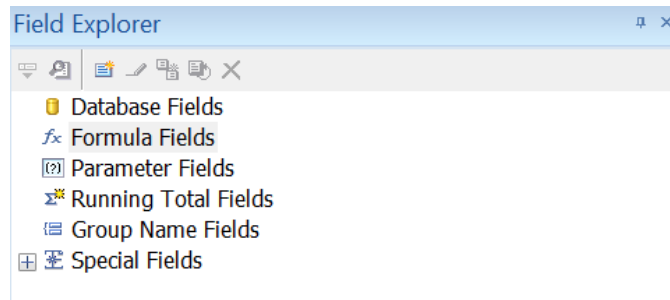 Field Explorer
Database Fields
Formula Fields
Parameter Fields
Running Total Fields
Group Name Fields
Special Fields